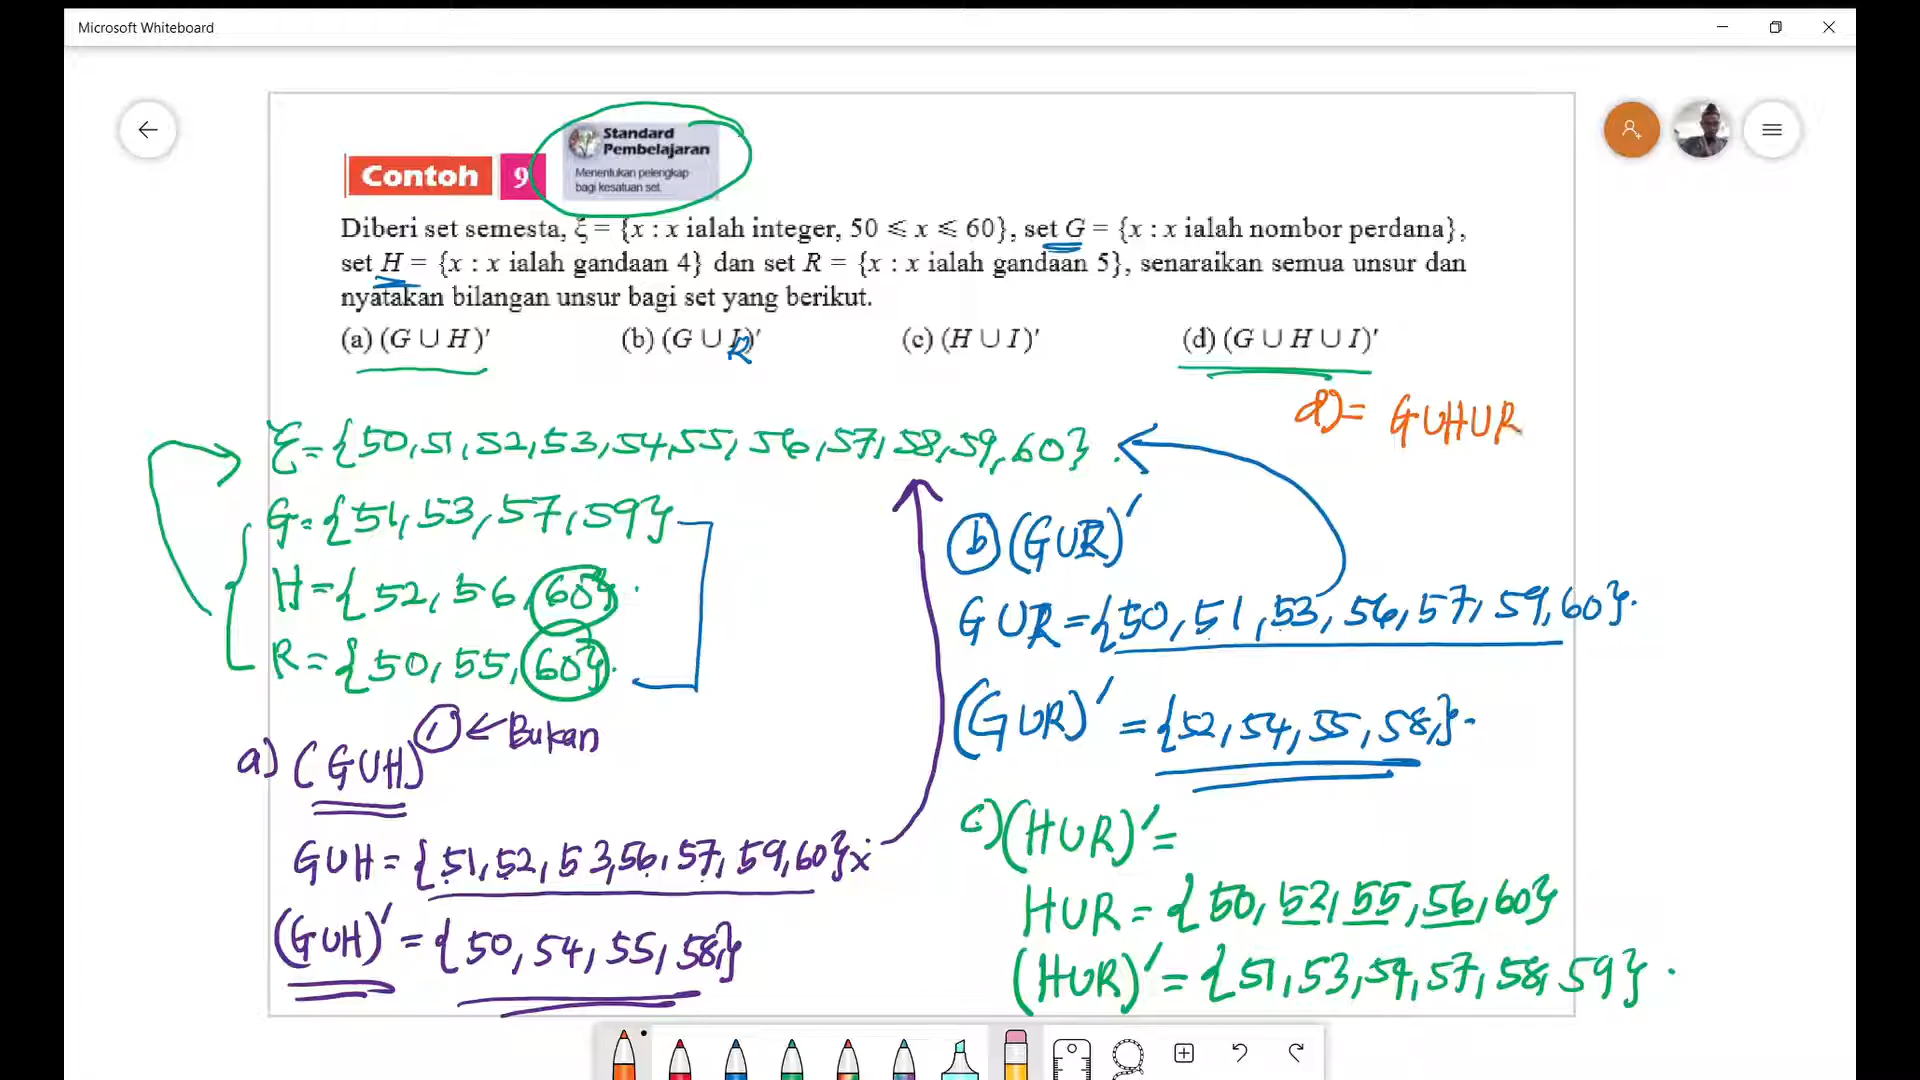 Microsoft Whiteboard
Standard
Pembelajaran
Menentukan pelengkap
bagi kesatuan set.
Contoh 9
Diberi set semesta, ξ = {x : x ialah integer, 50 ⩽ x ⩽ 60}, set G = {x : x ialah nombor perdana},
set H = {x : x ialah gandaan 4} dan set R = {x : x ialah gandaan 5}, senaraikan semua unsur dan
nyatakan bilangan unsur bagi set yang berikut.
(a) (G ∪ H)′ (b) (G ∪ I)′ (c) (H ∪ I)′ (d) (G ∪ H ∪ I)′
R
d) = G∪H∪R
ξ = {50, 51, 52, 53, 54, 55, 56, 57, 58, 59, 60}.
G = {51, 53, 57, 59}
H = {52, 56, 60}.
R = {50, 55, 60}.
a) (G∪H)′ ← Bukan
G∪H = {51, 52, 53, 56, 57, 59, 60}
(G∪H)′ = {50, 54, 55, 58,}
b (G∪R)′
G∪R = {50, 51, 53, 56, 57, 59, 60}.
(G∪R)′ = {52, 54, 55, 58,}.
c) (H∪R)′ =
H∪R = {50, 52, 55, 56, 60}
(H∪R)′ = {51, 53, 54, 57, 58, 59}.